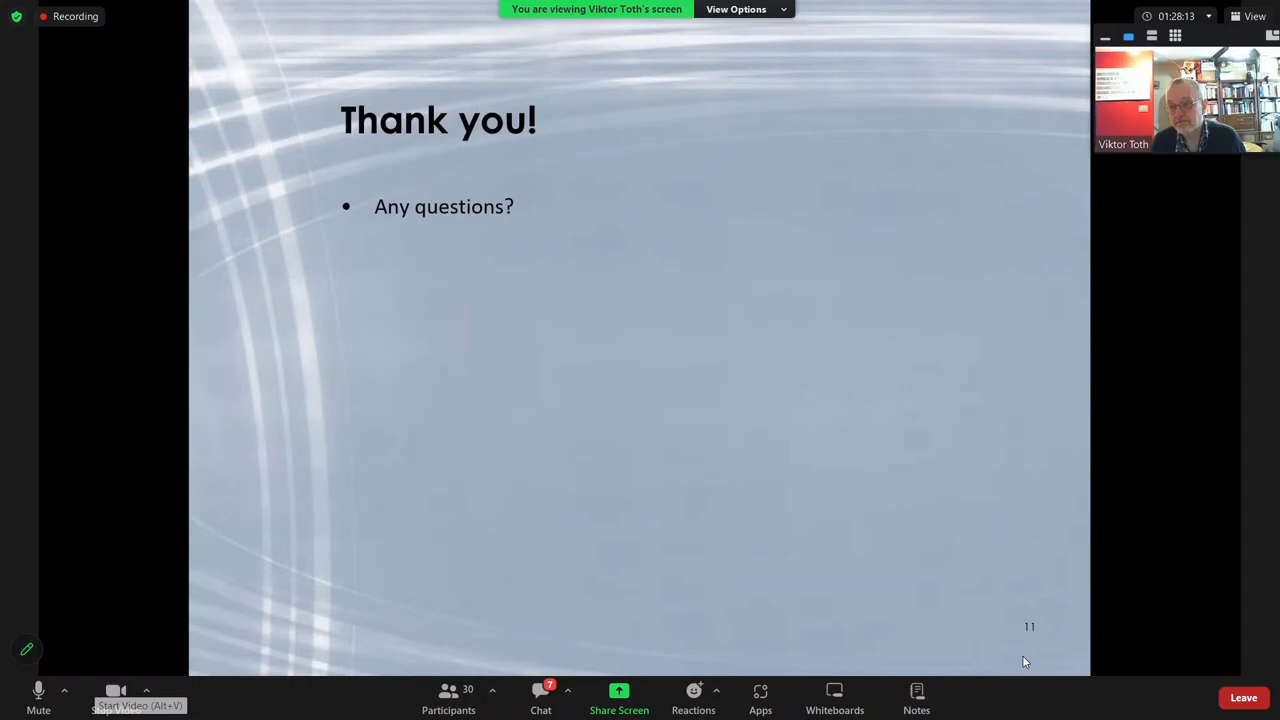 Recording
You are viewing Viktor Toth's screen
View Options
01:28:13
View
Viktor Toth
Thank you!
• Any questions?
11
Mute
Start Video (Alt+V)
30
Participants
7
Chat
Share Screen
Reactions
Apps
Whiteboards
Notes
Leave